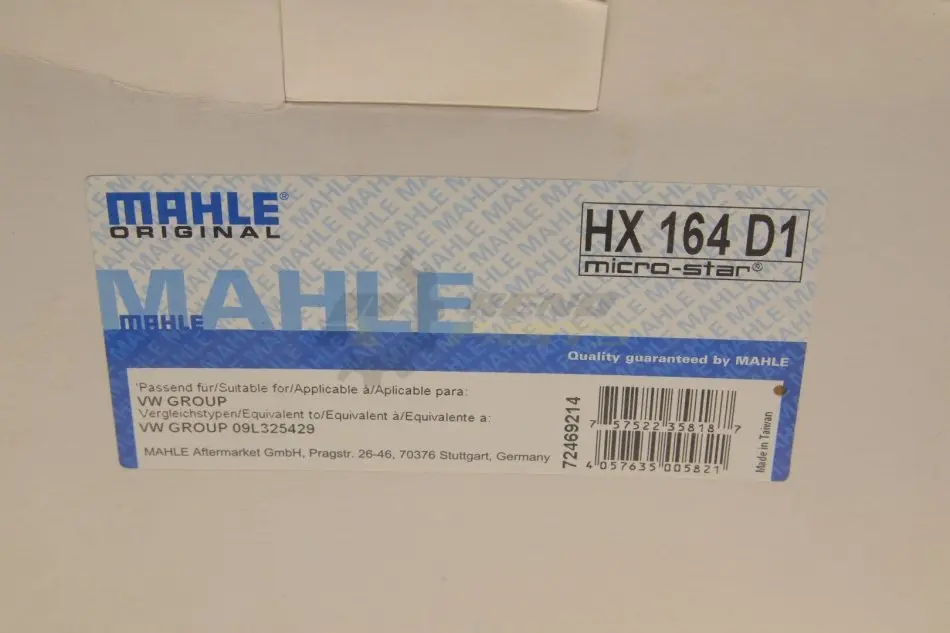 MAHLE®
ORIGINAL
HX 164 D1
micro-star®
MAHLE
MAHLE
Quality guaranteed by MAHLE
'Passend für/Suitable for/Applicable à/Aplicable para:
VW GROUP
Vergleichstypen/Equivalent to/Equivalent à/Equivalente a:
VW GROUP 09L325429
MAHLE Aftermarket GmbH, Pragstr. 26-46, 70376 Stuttgart, Germany
72469214
7 57522 35818 7
4 057635 005821
Made in Taiwan